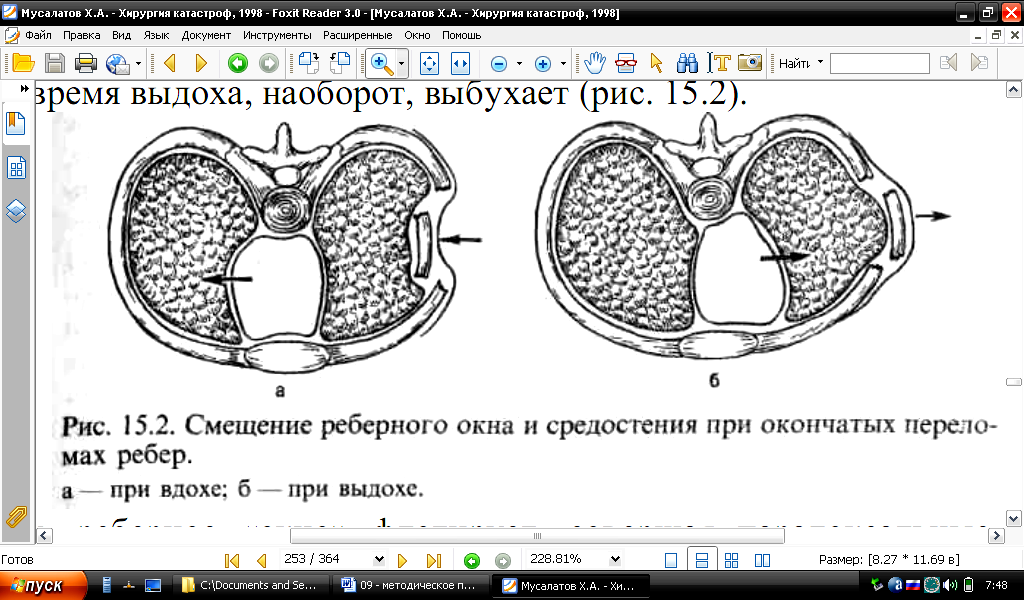 Мусалатов Х.А. - Хирургия катастроф, 1998 - Foxit Reader 3.0 - [Мусалатов Х.А. - Хирургия катастроф, 1998]
Файл Правка Вид Язык Документ Инструменты Расширенные Окно Помощь
Найти:
время выдоха, наоборот, выбухает (рис. 15.2).
а
б
Рис. 15.2. Смещение реберного окна и средостения при окончатых перело-
мах ребер.
а — при вдохе; б — при выдохе.
Готов
253 / 364
228.81%
Размер: [8.27 * 11.69 в]
пуск
C:\Documents and Se...
09 - методическое п...
Мусалатов Х.А. - Хи...
7:48